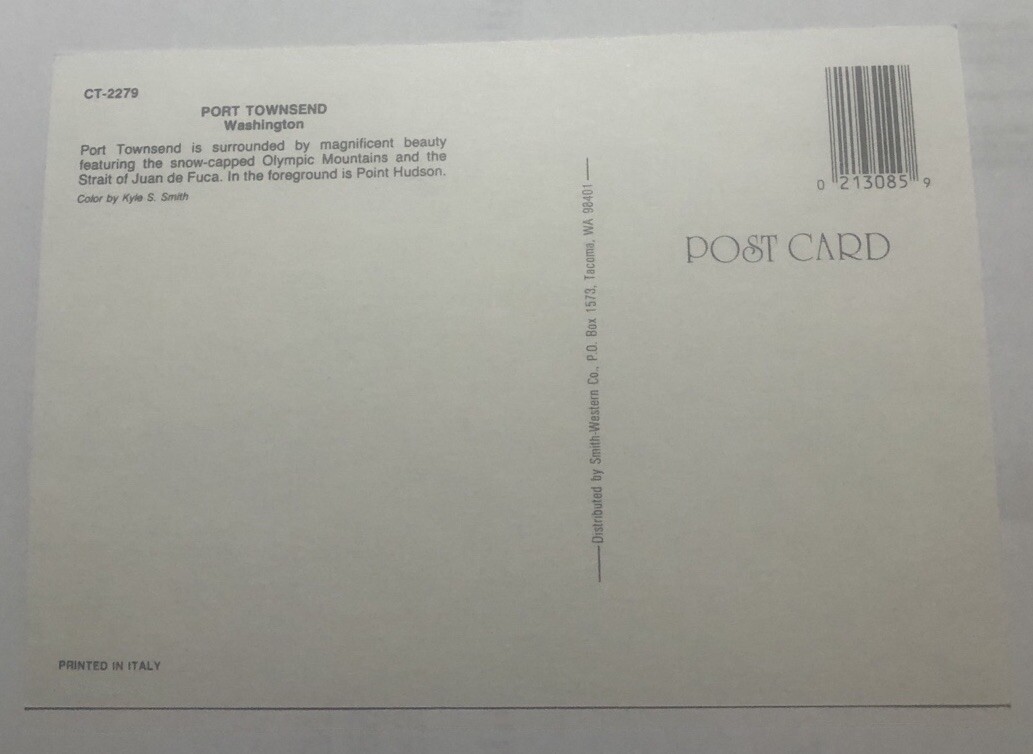 CT-2279
PORT TOWNSEND
Washington
Port Townsend is surrounded by magnificent beauty
featuring the snow-capped Olympic Mountains and the
Strait of Juan de Fuca. In the foreground is Point Hudson.
Color by Kyle S. Smith
PRINTED IN ITALY
Distributed by Smith-Western Co., P.O. Box 1573, Tacoma, WA 98401
0 213085 9
POST CARD